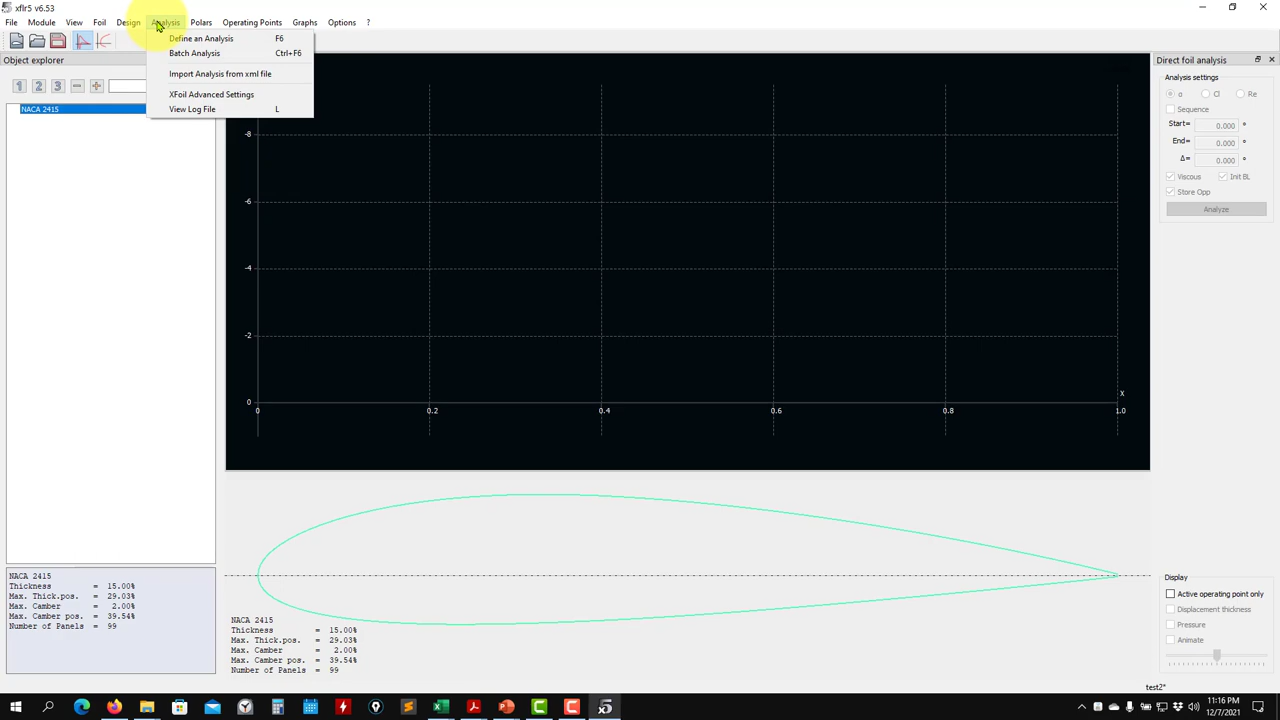 xflr5 v6.53
File Module View Foil Design Analysis Polars Operating Points Graphs Options ?
Define an Analysis F6
Batch Analysis Ctrl+F6
Import Analysis from xml file
XFoil Advanced Settings
View Log File L
Object explorer
1 2 3
NACA 2415
NACA 2415
Thickness = 15.00%
Max. Thick.pos. = 29.03%
Max. Camber = 2.00%
Max. Camber pos. = 39.54%
Number of Panels = 99
-8
-6
-4
-2
0
X
0 0.2 0.4 0.6 0.8 1.0
NACA 2415
Thickness = 15.00%
Max. Thick.pos. = 29.03%
Max. Camber = 2.00%
Max. Camber pos. = 39.54%
Number of Panels = 99
Direct foil analysis
Analysis settings
α Cl Re
Sequence
Start= 0.000 °
End= 0.000 °
Δ= 0.000 °
Viscous Init BL
Store Opp
Analyze
Display
Active operating point only
Displacement thickness
Pressure
Animate
test2*
11:16 PM
12/7/2021